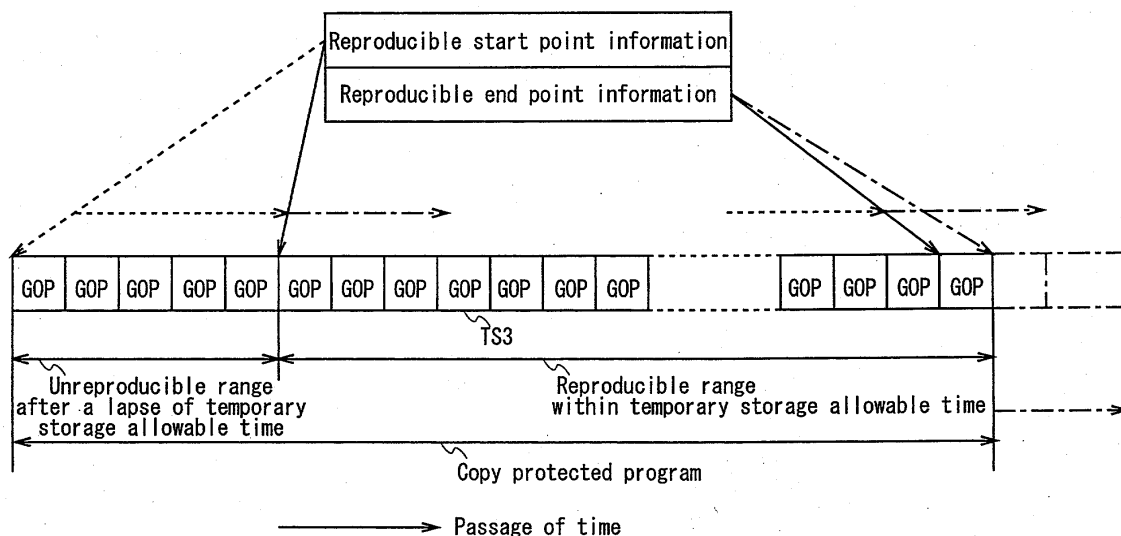 Reproducible start point information
Reproducible end point information
GOP GOP GOP GOP GOP GOP GOP GOP GOP GOP GOP GOP GOP GOP GOP GOP
TS3
Unreproducible range
after a lapse of temporary
storage allowable time
Reproducible range
within temporary storage allowable time
Copy protected program
Passage of time